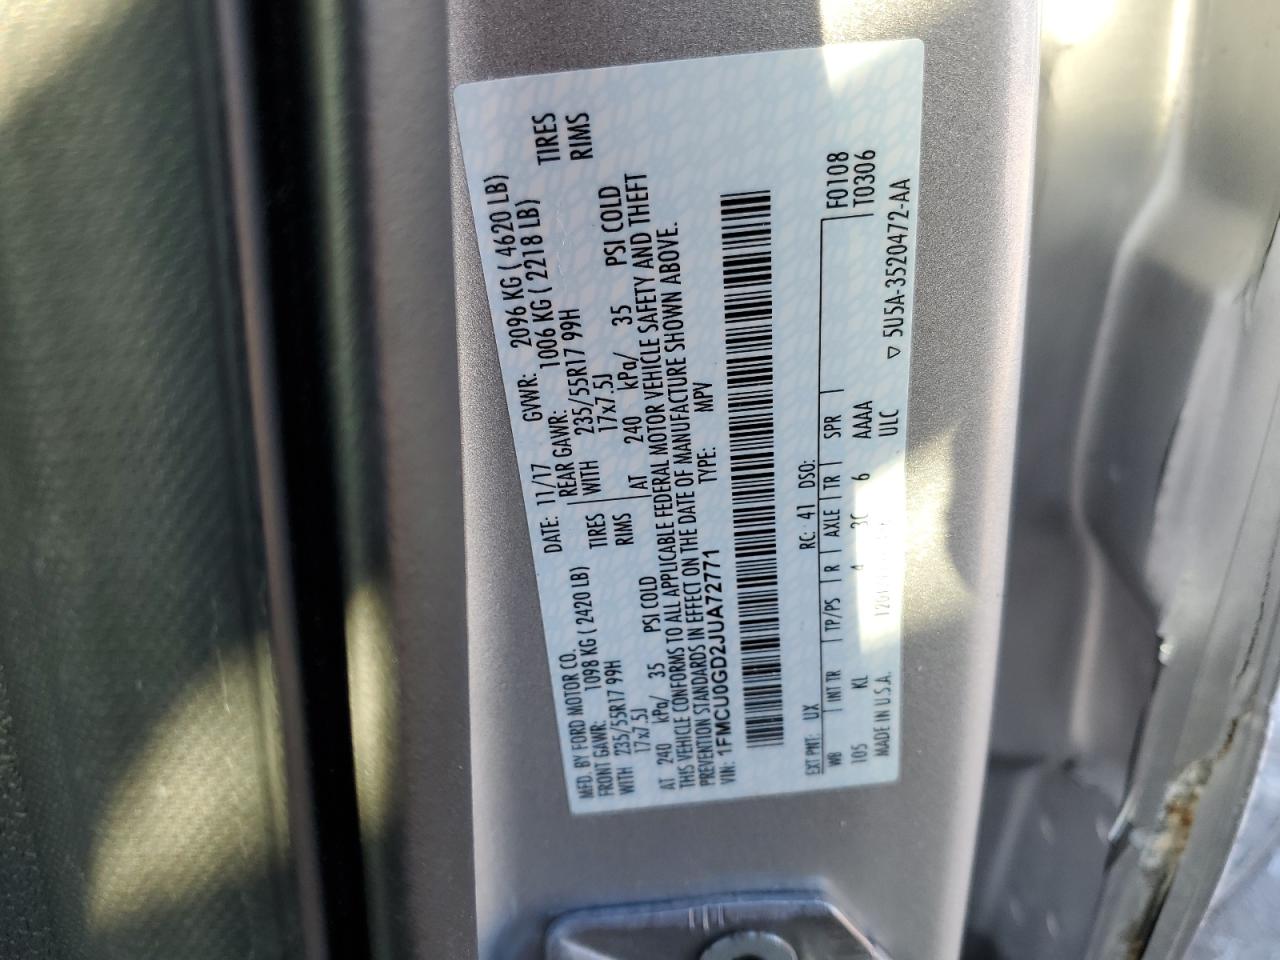 MFD. BY FORD MOTOR CO.
DATE: 11/17 GVWR: 2096 KG ( 4620 LB)
FRONT GAWR: 1098 KG ( 2420 LB) REAR GAWR: 1006 KG ( 2218 LB)
WITH 235/55R17 99H TIRES WITH 235/55R17 99H TIRES
17x7.5J RIMS 17x7.5J RIMS
AT 240 kPa/ 35 PSI COLD AT 240 kPa/ 35 PSI COLD
THIS VEHICLE CONFORMS TO ALL APPLICABLE FEDERAL MOTOR VEHICLE SAFETY AND THEFT
PREVENTION STANDARDS IN EFFECT ON THE DATE OF MANUFACTURE SHOWN ABOVE.
VIN: 1FMCU0GD2JUA72771 TYPE: MPV
EXT PNT: UX RC: 41 DSO: F0108
WB INT TR TP/PS R AXLE TR SPR T0306
105 KL 4 3C 6 AAAA
MADE IN U.S.A. ULC
▽ 5U5A-3520472-AA